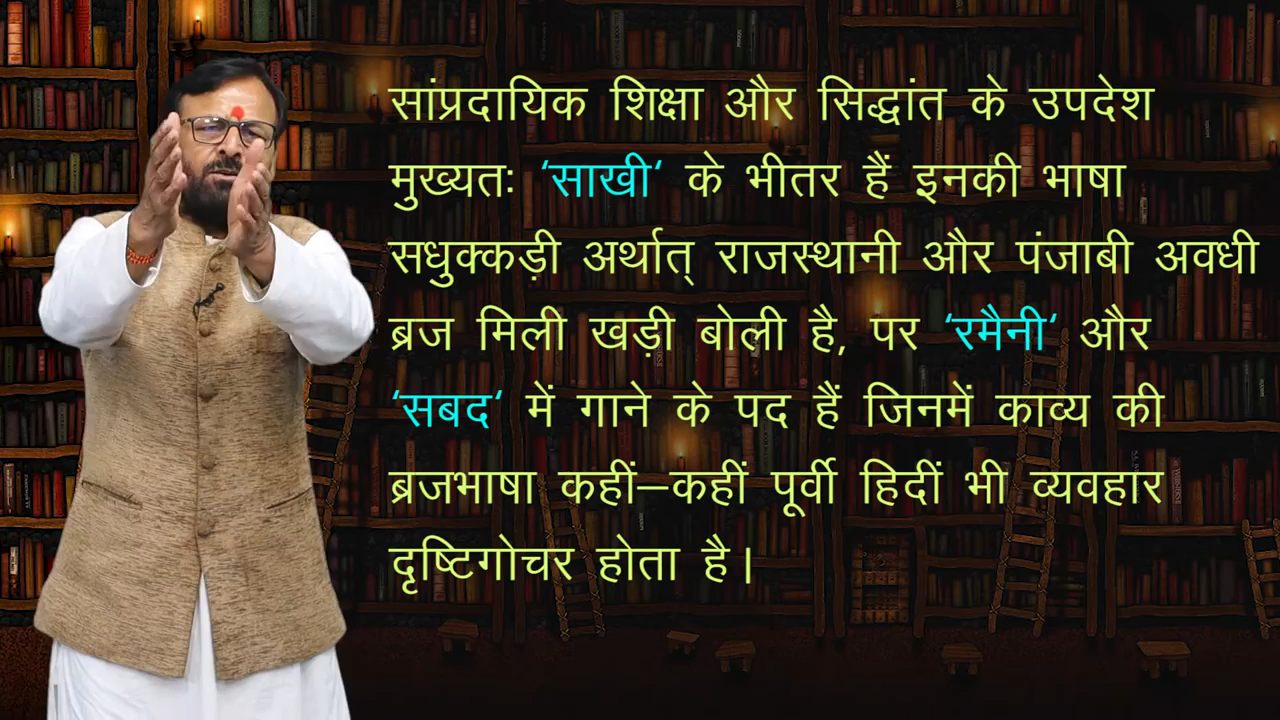 सांप्रदायिक शिक्षा और सिद्धांत के उपदेश
मुख्यतः ‘साखी‘ के भीतर हैं इनकी भाषा
सधुक्कड़ी अर्थात् राजस्थानी और पंजाबी अवधी
ब्रज मिली खड़ी बोली है, पर ‘रमैनी‘ और
‘सबद‘ में गाने के पद हैं जिनमें काव्य की
ब्रजभाषा कहीं–कहीं पूर्वी हिदीं भी व्यवहार
दृष्टिगोचर होता है।